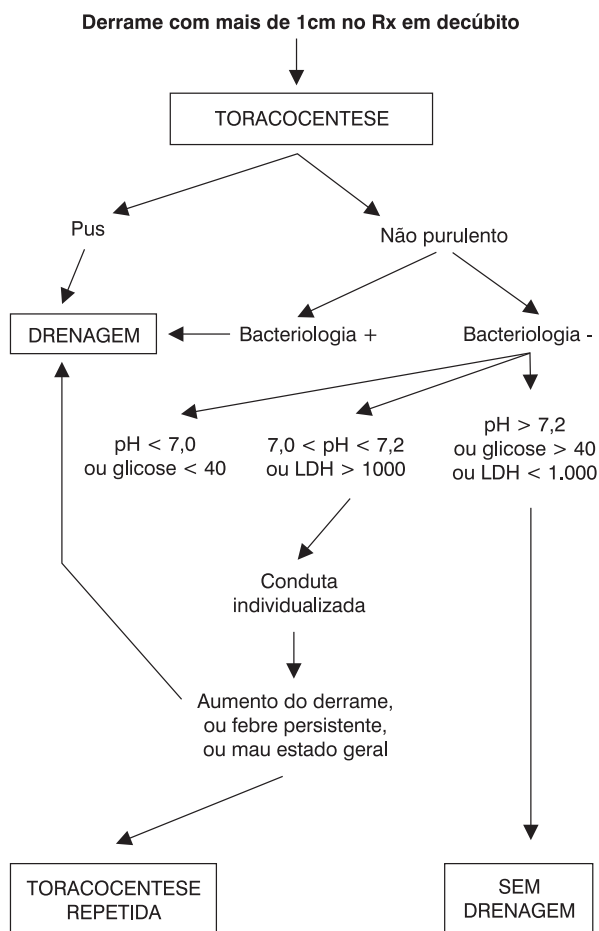 Derrame com mais de 1cm no Rx em decúbito
TORACOCENTESE
Pus
Não purulento
DRENAGEM
Bacteriologia +
Bacteriologia -
pH < 7,0
ou glicose < 40
7,0 < pH < 7,2
ou LDH > 1000
pH > 7,2
ou glicose > 40
ou LDH < 1.000
Conduta
individualizada
Aumento do derrame,
ou febre persistente,
ou mau estado geral
TORACOCENTESE
REPETIDA
SEM
DRENAGEM